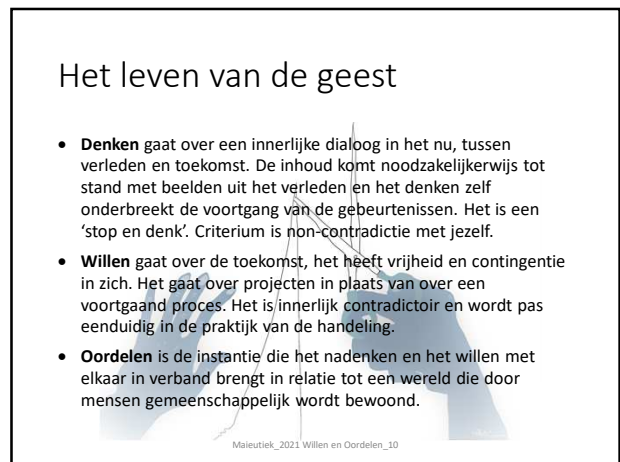 Het leven van de geest
• Denken gaat over een innerlijke dialoog in het nu, tussen
verleden en toekomst. De inhoud komt noodzakelijkerwijs tot
stand met beelden uit het verleden en het denken zelf
onderbreekt de voortgang van de gebeurtenissen. Het is een
‘stop en denk’. Criterium is non-contradictie met jezelf.
• Willen gaat over de toekomst, het heeft vrijheid en contingentie
in zich. Het gaat over projecten in plaats van over een
voortgaand proces. Het is innerlijk contradictoir en wordt pas
eenduidig in de praktijk van de handeling.
• Oordelen is de instantie die het nadenken en het willen met
elkaar in verband brengt in relatie tot een wereld die door
mensen gemeenschappelijk wordt bewoond.
Maieutiek_2021 Willen en Oordelen_10